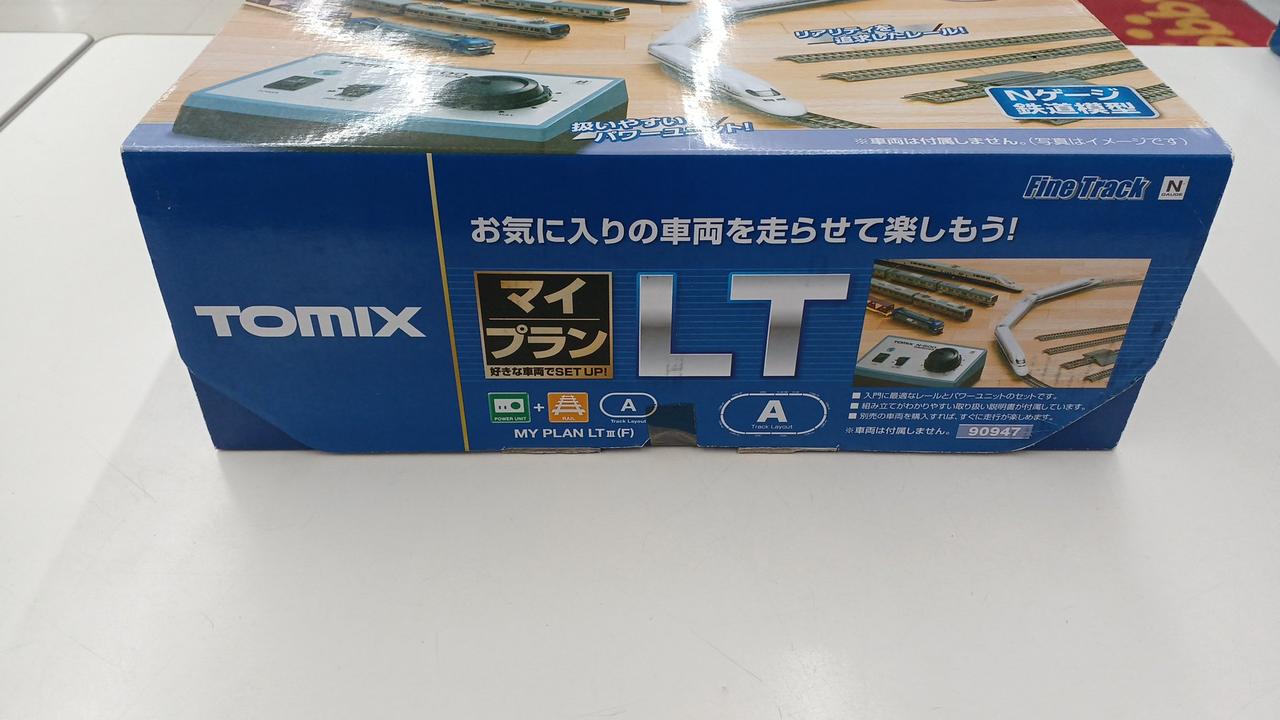 リアリティを
追求したレール!
Nゲージ
鉄道模型
扱いやすい
パワーユニット!
※車両は付属しません。(写真はイメージです)
Fine Track N GAUGE
お気に入りの車両を走らせて楽しもう!
TOMIX
マイ
プラン
好きな車両でSET UP!
LT
TOMIX N-600
POWER UNIT
+
RAIL
A
Track Layout
MY PLAN LTⅢ(F)
A
Track Layout
■入門に最適なレールとパワーユニットのセットです。
■組み立てがわかりやすい取り扱い説明書が付属しています。
■別売の車両を購入すれば、すぐに走行が楽しめます。
※車両は付属しません。 90947